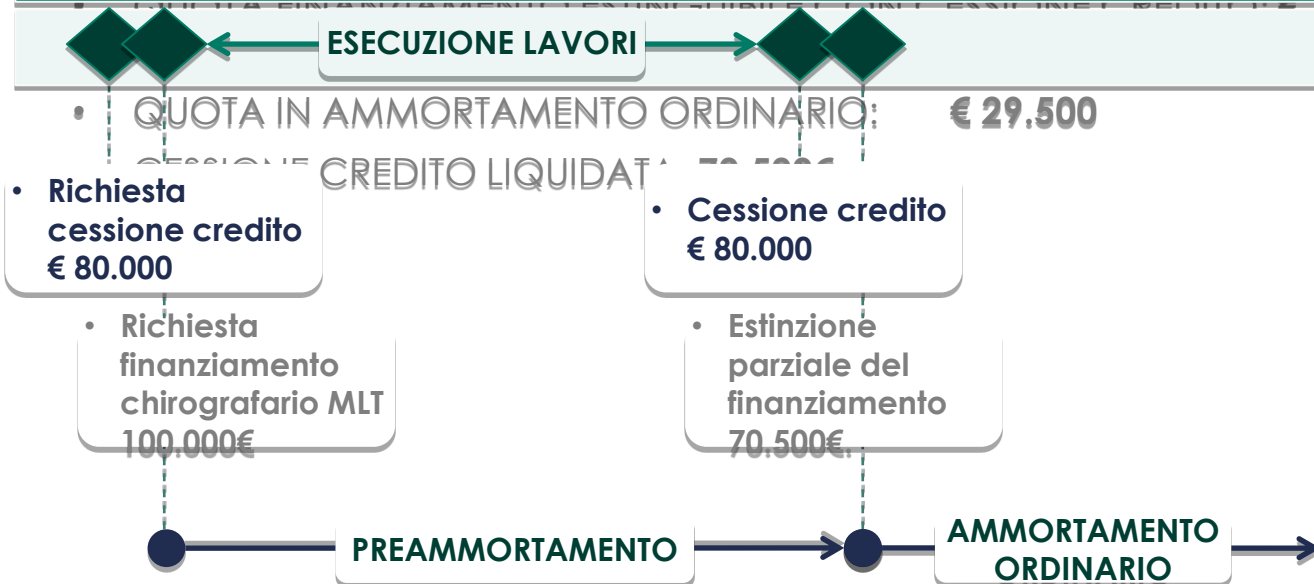 ESECUZIONE LAVORI
• QUOTA IN AMMORTAMENTO ORDINARIO: € 29.500
CREDITO LIQUIDATA
• Richiesta
cessione credito
€ 80.000
• Cessione credito
€ 80.000
• Richiesta
finanziamento
chirografario MLT
100.000€
• Estinzione
parziale del
finanziamento
70.500€.
PREAMMORTAMENTO
AMMORTAMENTO
ORDINARIO